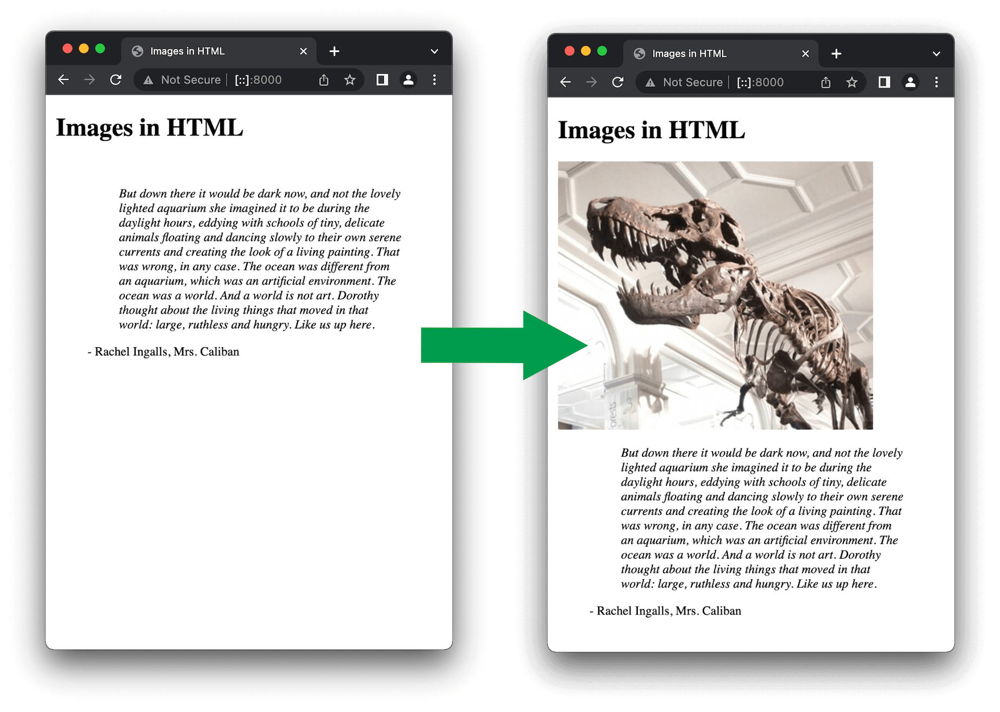 Images in HTML
Not Secure [::]:8000
Images in HTML
But down there it would be dark now, and not the lovely
lighted aquarium she imagined it to be during the
daylight hours, eddying with schools of tiny, delicate
animals floating and dancing slowly to their own serene
currents and creating the look of a living painting. That
was wrong, in any case. The ocean was different from
an aquarium, which was an artificial environment. The
ocean was a world. And a world is not art. Dorothy
thought about the living things that moved in that
world: large, ruthless and hungry. Like us up here.
- Rachel Ingalls, Mrs. Caliban
Images in HTML
Not Secure [::]:8000
Images in HTML
orests
But down there it would be dark now, and not the lovely
lighted aquarium she imagined it to be during the
daylight hours, eddying with schools of tiny, delicate
animals floating and dancing slowly to their own serene
currents and creating the look of a living painting. That
was wrong, in any case. The ocean was different from
an aquarium, which was an artificial environment. The
ocean was a world. And a world is not art. Dorothy
thought about the living things that moved in that
world: large, ruthless and hungry. Like us up here.
- Rachel Ingalls, Mrs. Caliban